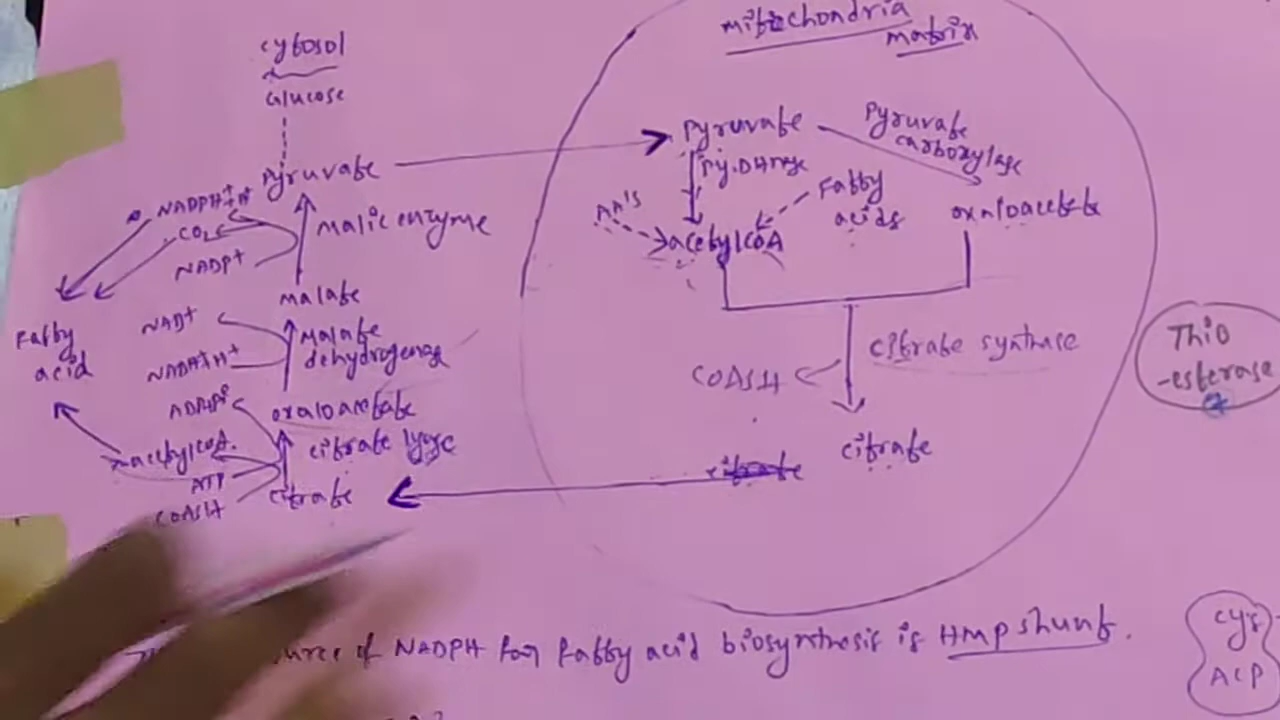 cytosol
Glucose
Pyruvate
NADPH+H+
CO2
NADP+
malic enzyme
malate
Fatty
acid
NAD+
NADH+H+
malate
dehydrogenase
oxaloacetate
acetylcoA
ATP
COASH
citrate lyase
citrate
mitochondria
matrix
Pyruvate
Pyruvate
carboxylase
Py.DHase
AA's
Fatty
acids
acetylcoA
oxaloacetate
COASH
citrate synthase
citrate
citrate
Thio
-esterase
of NADPH for fatty acid biosynthesis is HMP shunt.
cys
ACP